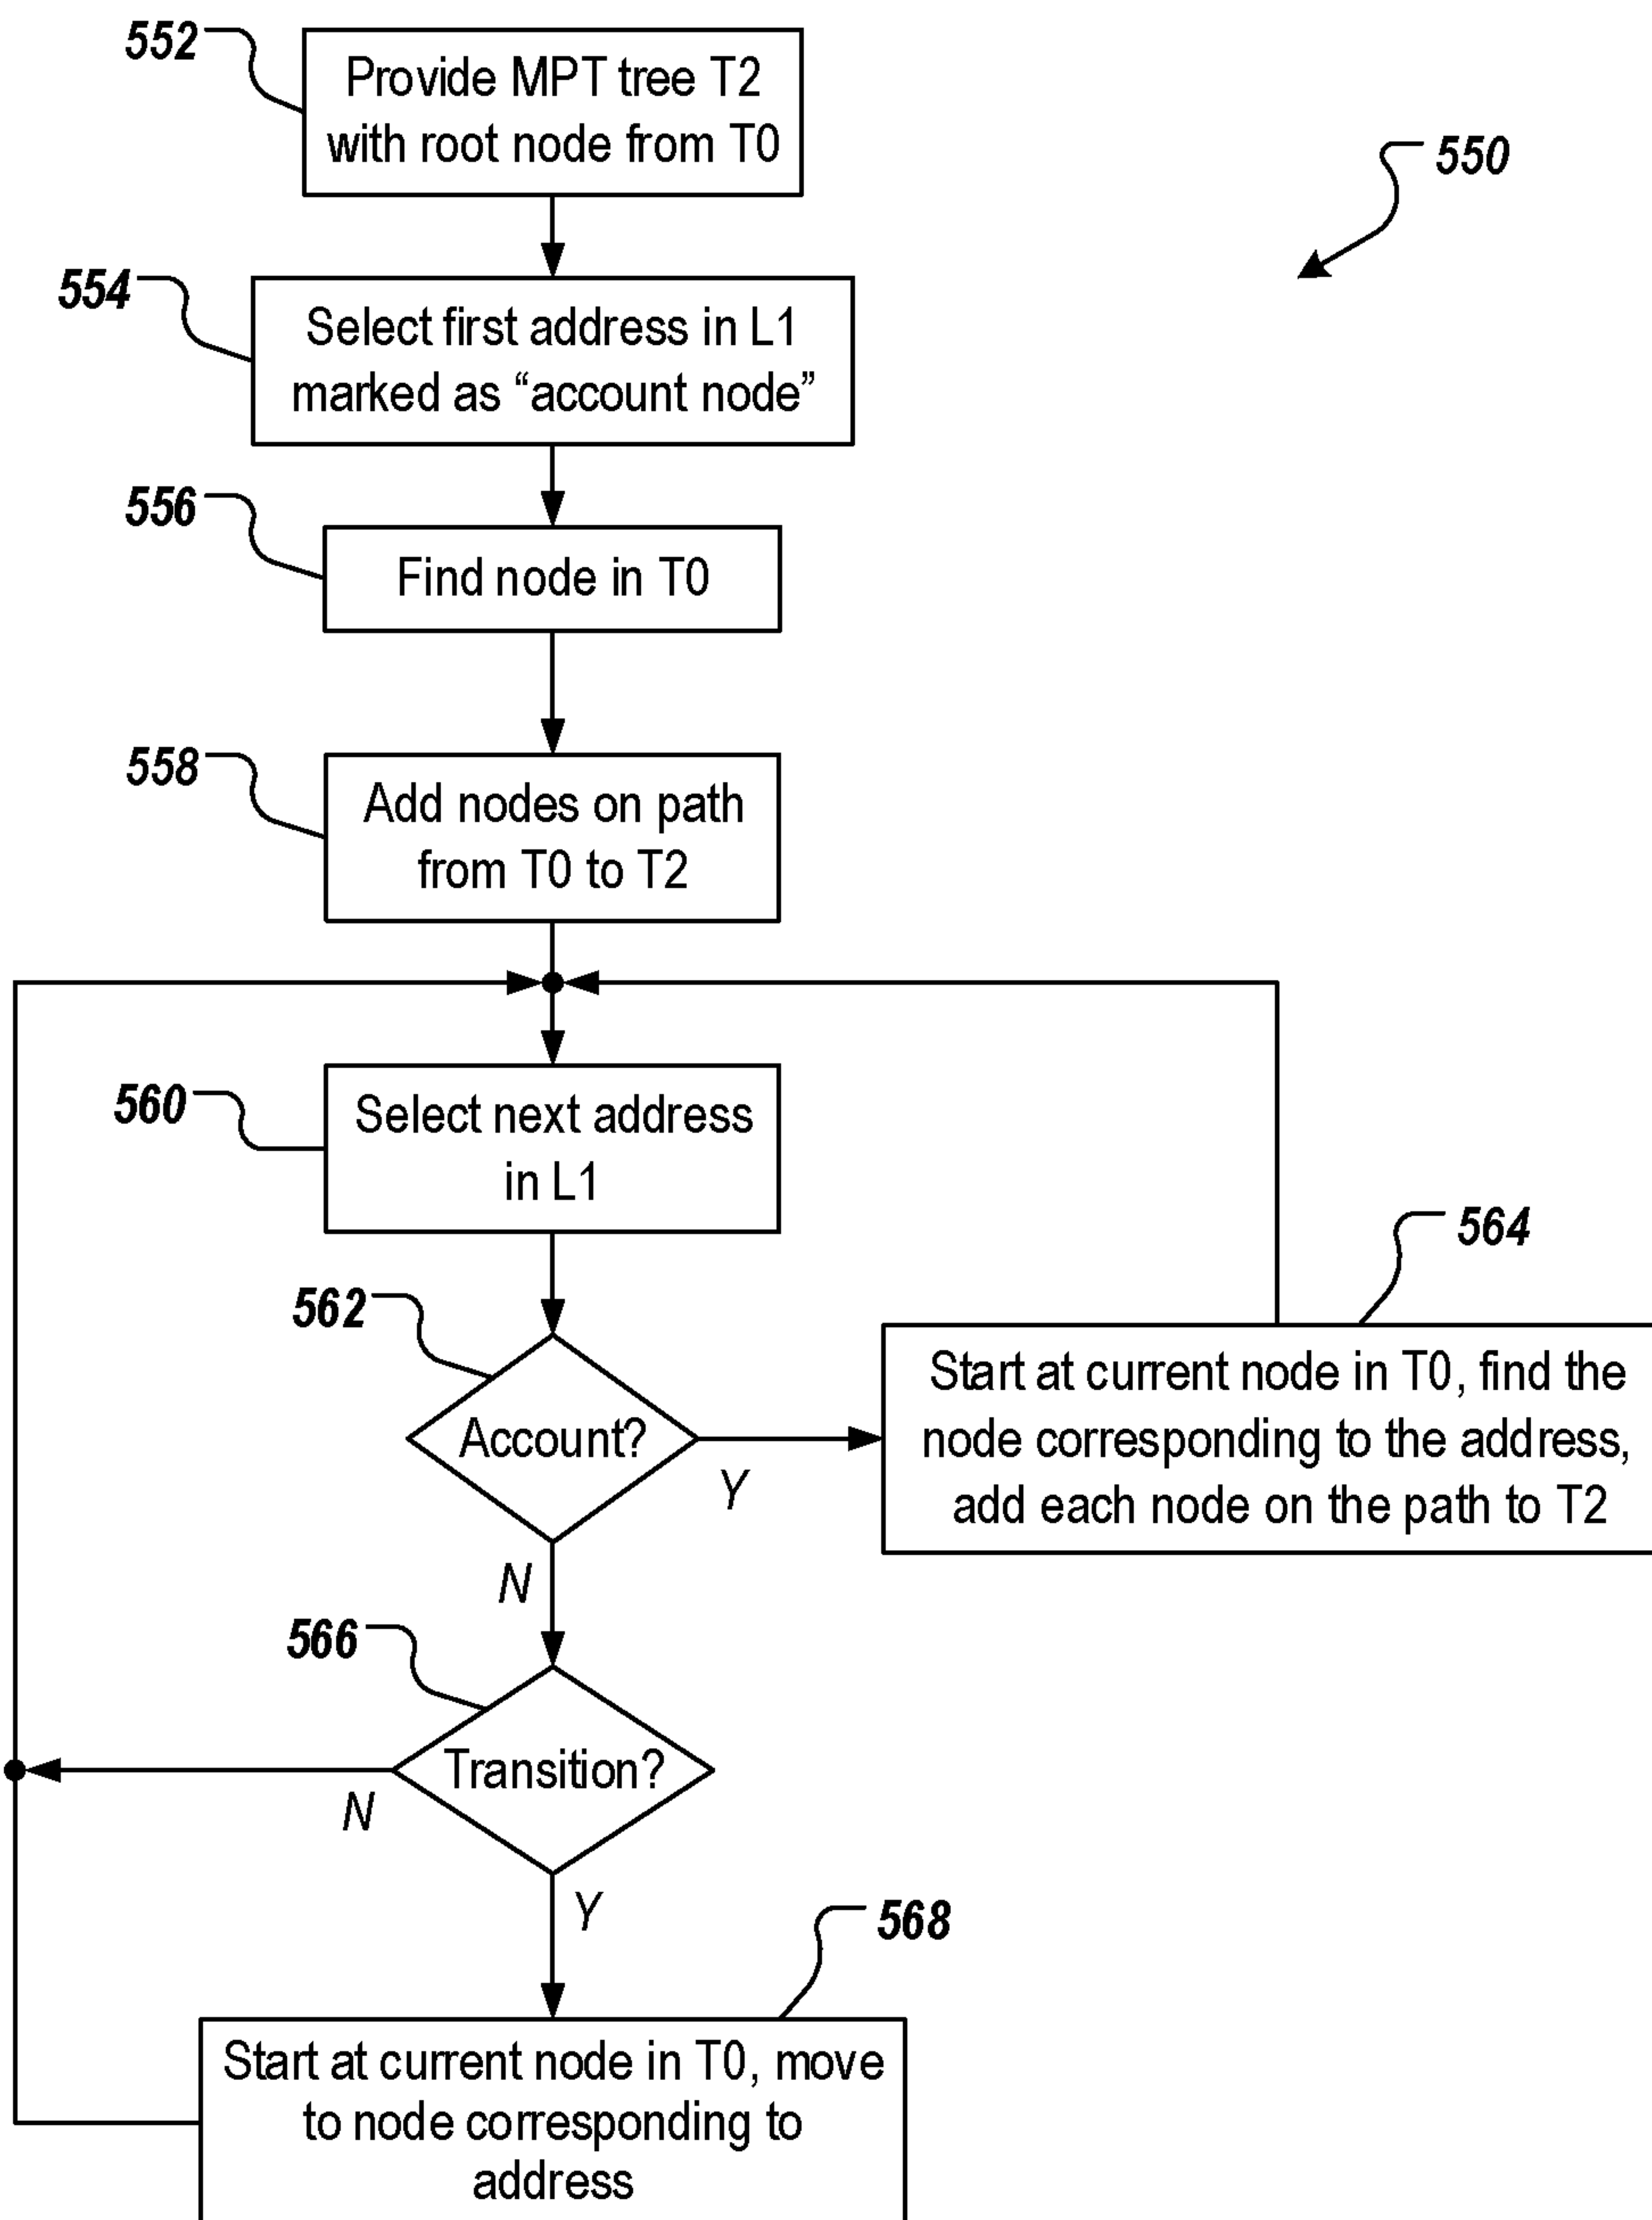 552
Provide MPT tree T2
with root node from T0
550
554
Select first address in L1
marked as “account node”
556
Find node in T0
558
Add nodes on path
from T0 to T2
560
Select next address
in L1
562
Account?
Y
N
564
Start at current node in T0, find the
node corresponding to the address,
add each node on the path to T2
566
Transition?
N
Y
568
Start at current node in T0, move
to node corresponding to
address